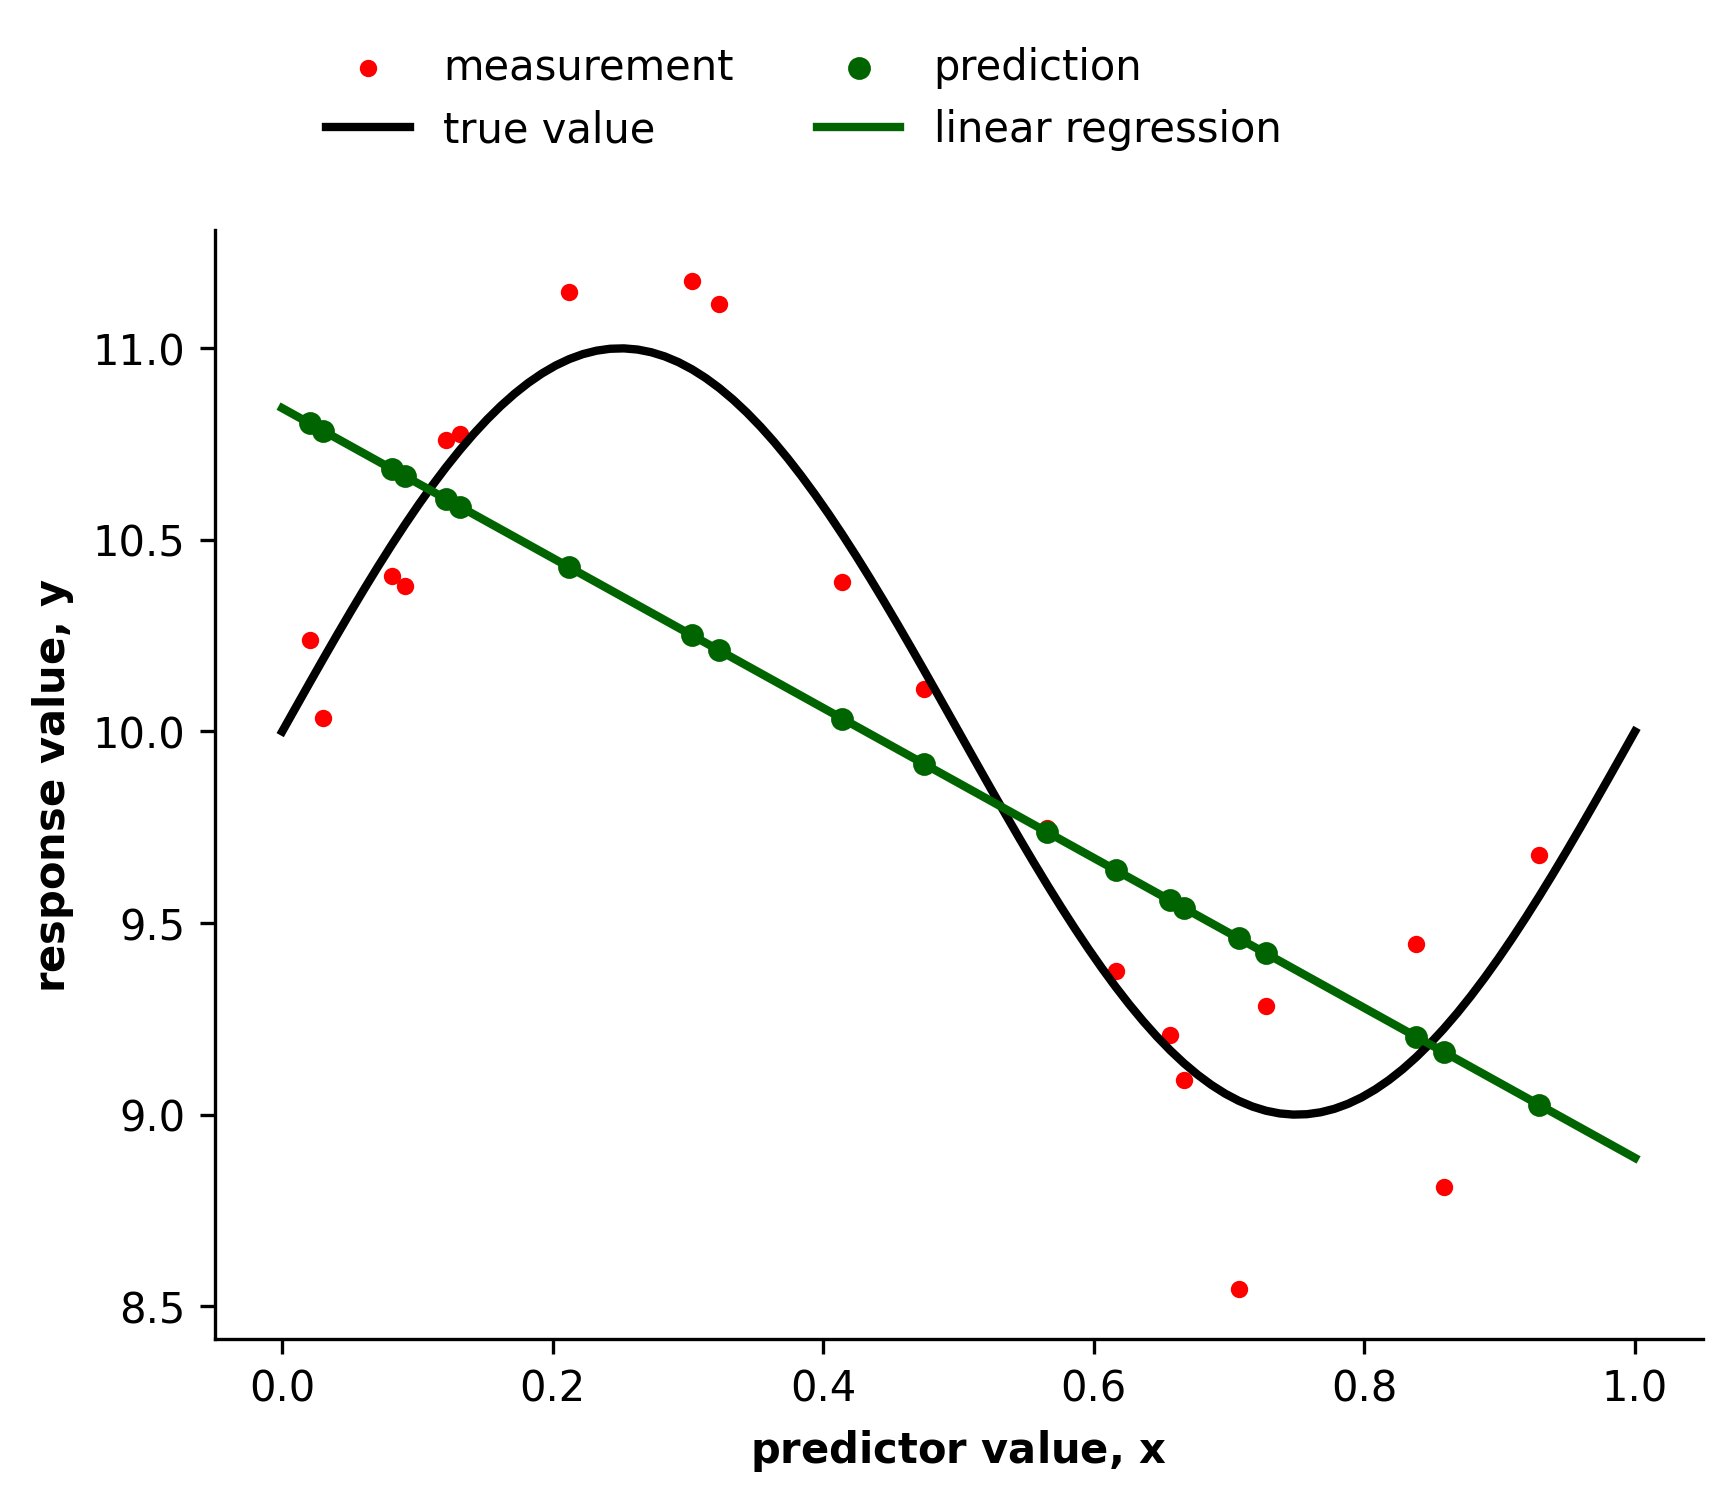 measurement
true value
prediction
linear regression
response value, y
11.0
10.5
10.0
9.5
9.0
8.5
0.0 0.2 0.4 0.6 0.8 1.0
predictor value, x